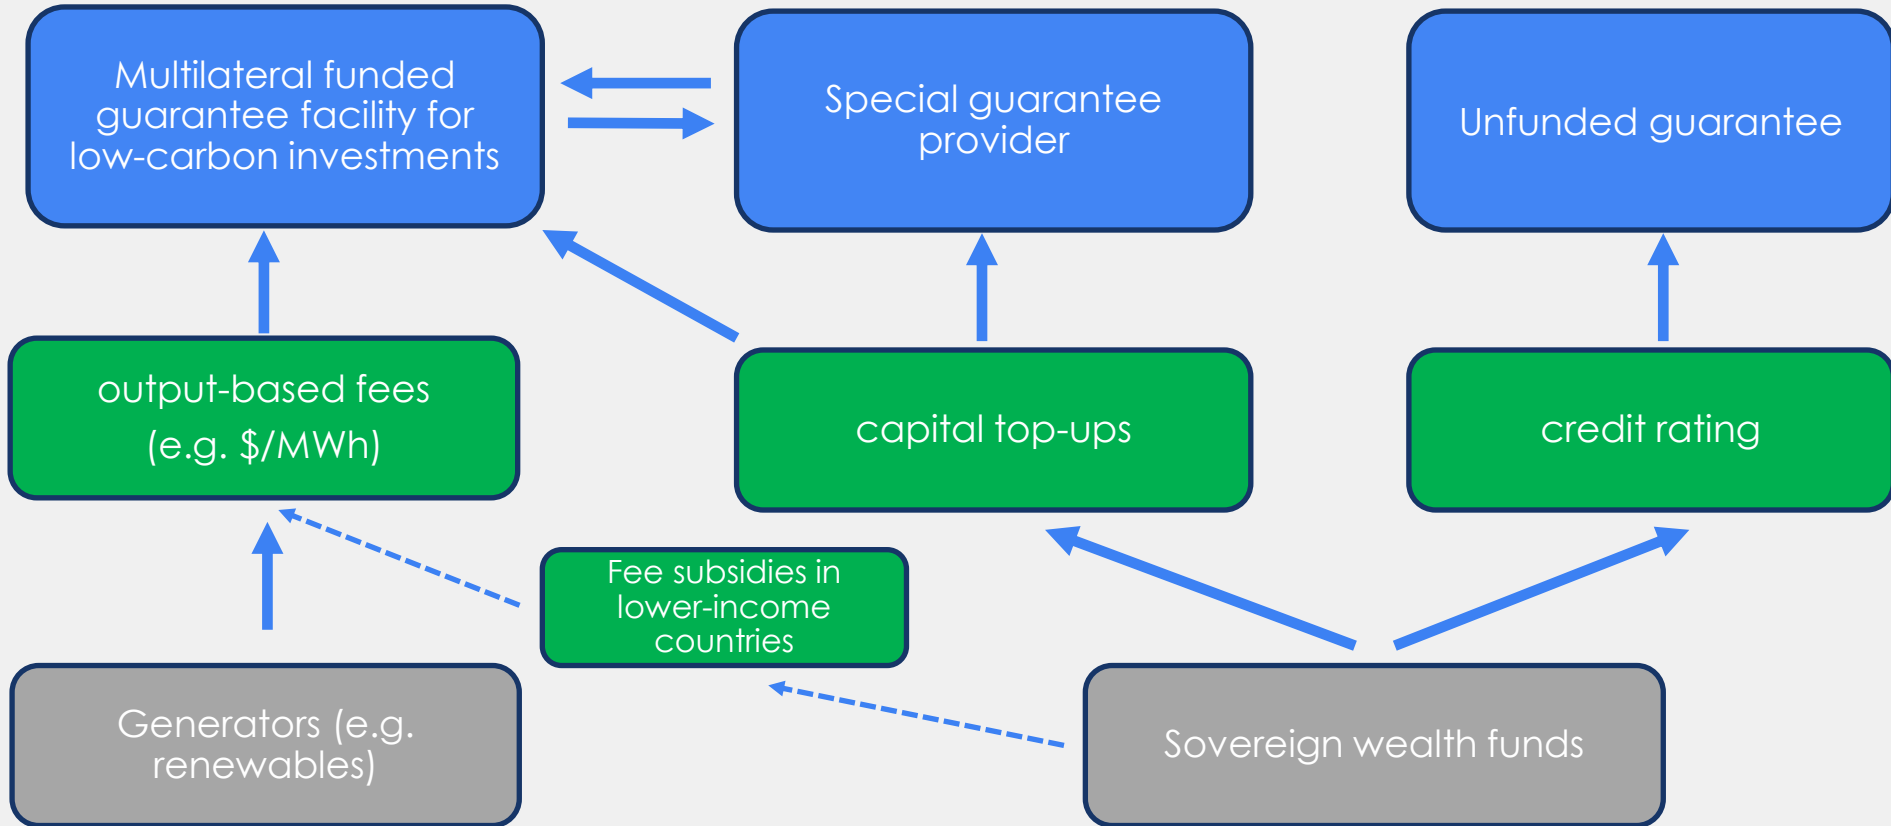 Multilateral funded
guarantee facility for
low-carbon investments
Special guarantee
provider
Unfunded guarantee
output-based fees
(e.g. $/MWh)
capital top-ups
credit rating
Fee subsidies in
lower-income
countries
Generators (e.g.
renewables)
Sovereign wealth funds